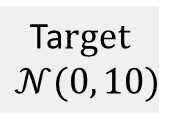 Target
𝒩(0, 10)